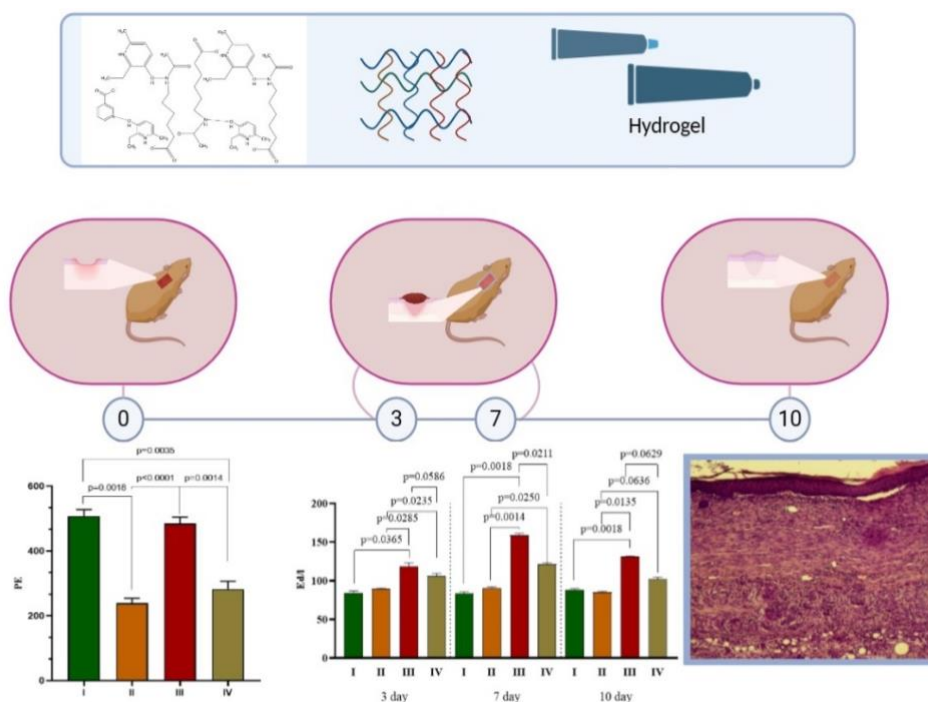 Hydrogel
0
3
7
10
p=0.0035
p=0.0018
p<0.0001
p=0.0014
600
400
200
0
PE
I
II
III
IV
p=0.0586
p=0.0235
p=0.0285
p=0.0365
p=0.0211
p=0.0018
p=0.0250
p=0.0014
p=0.0629
p=0.0636
p=0.0135
p=0.0018
200
150
100
50
0
Ed/l
I II III IV
I II III IV
I II III IV
3 day
7 day
10 day